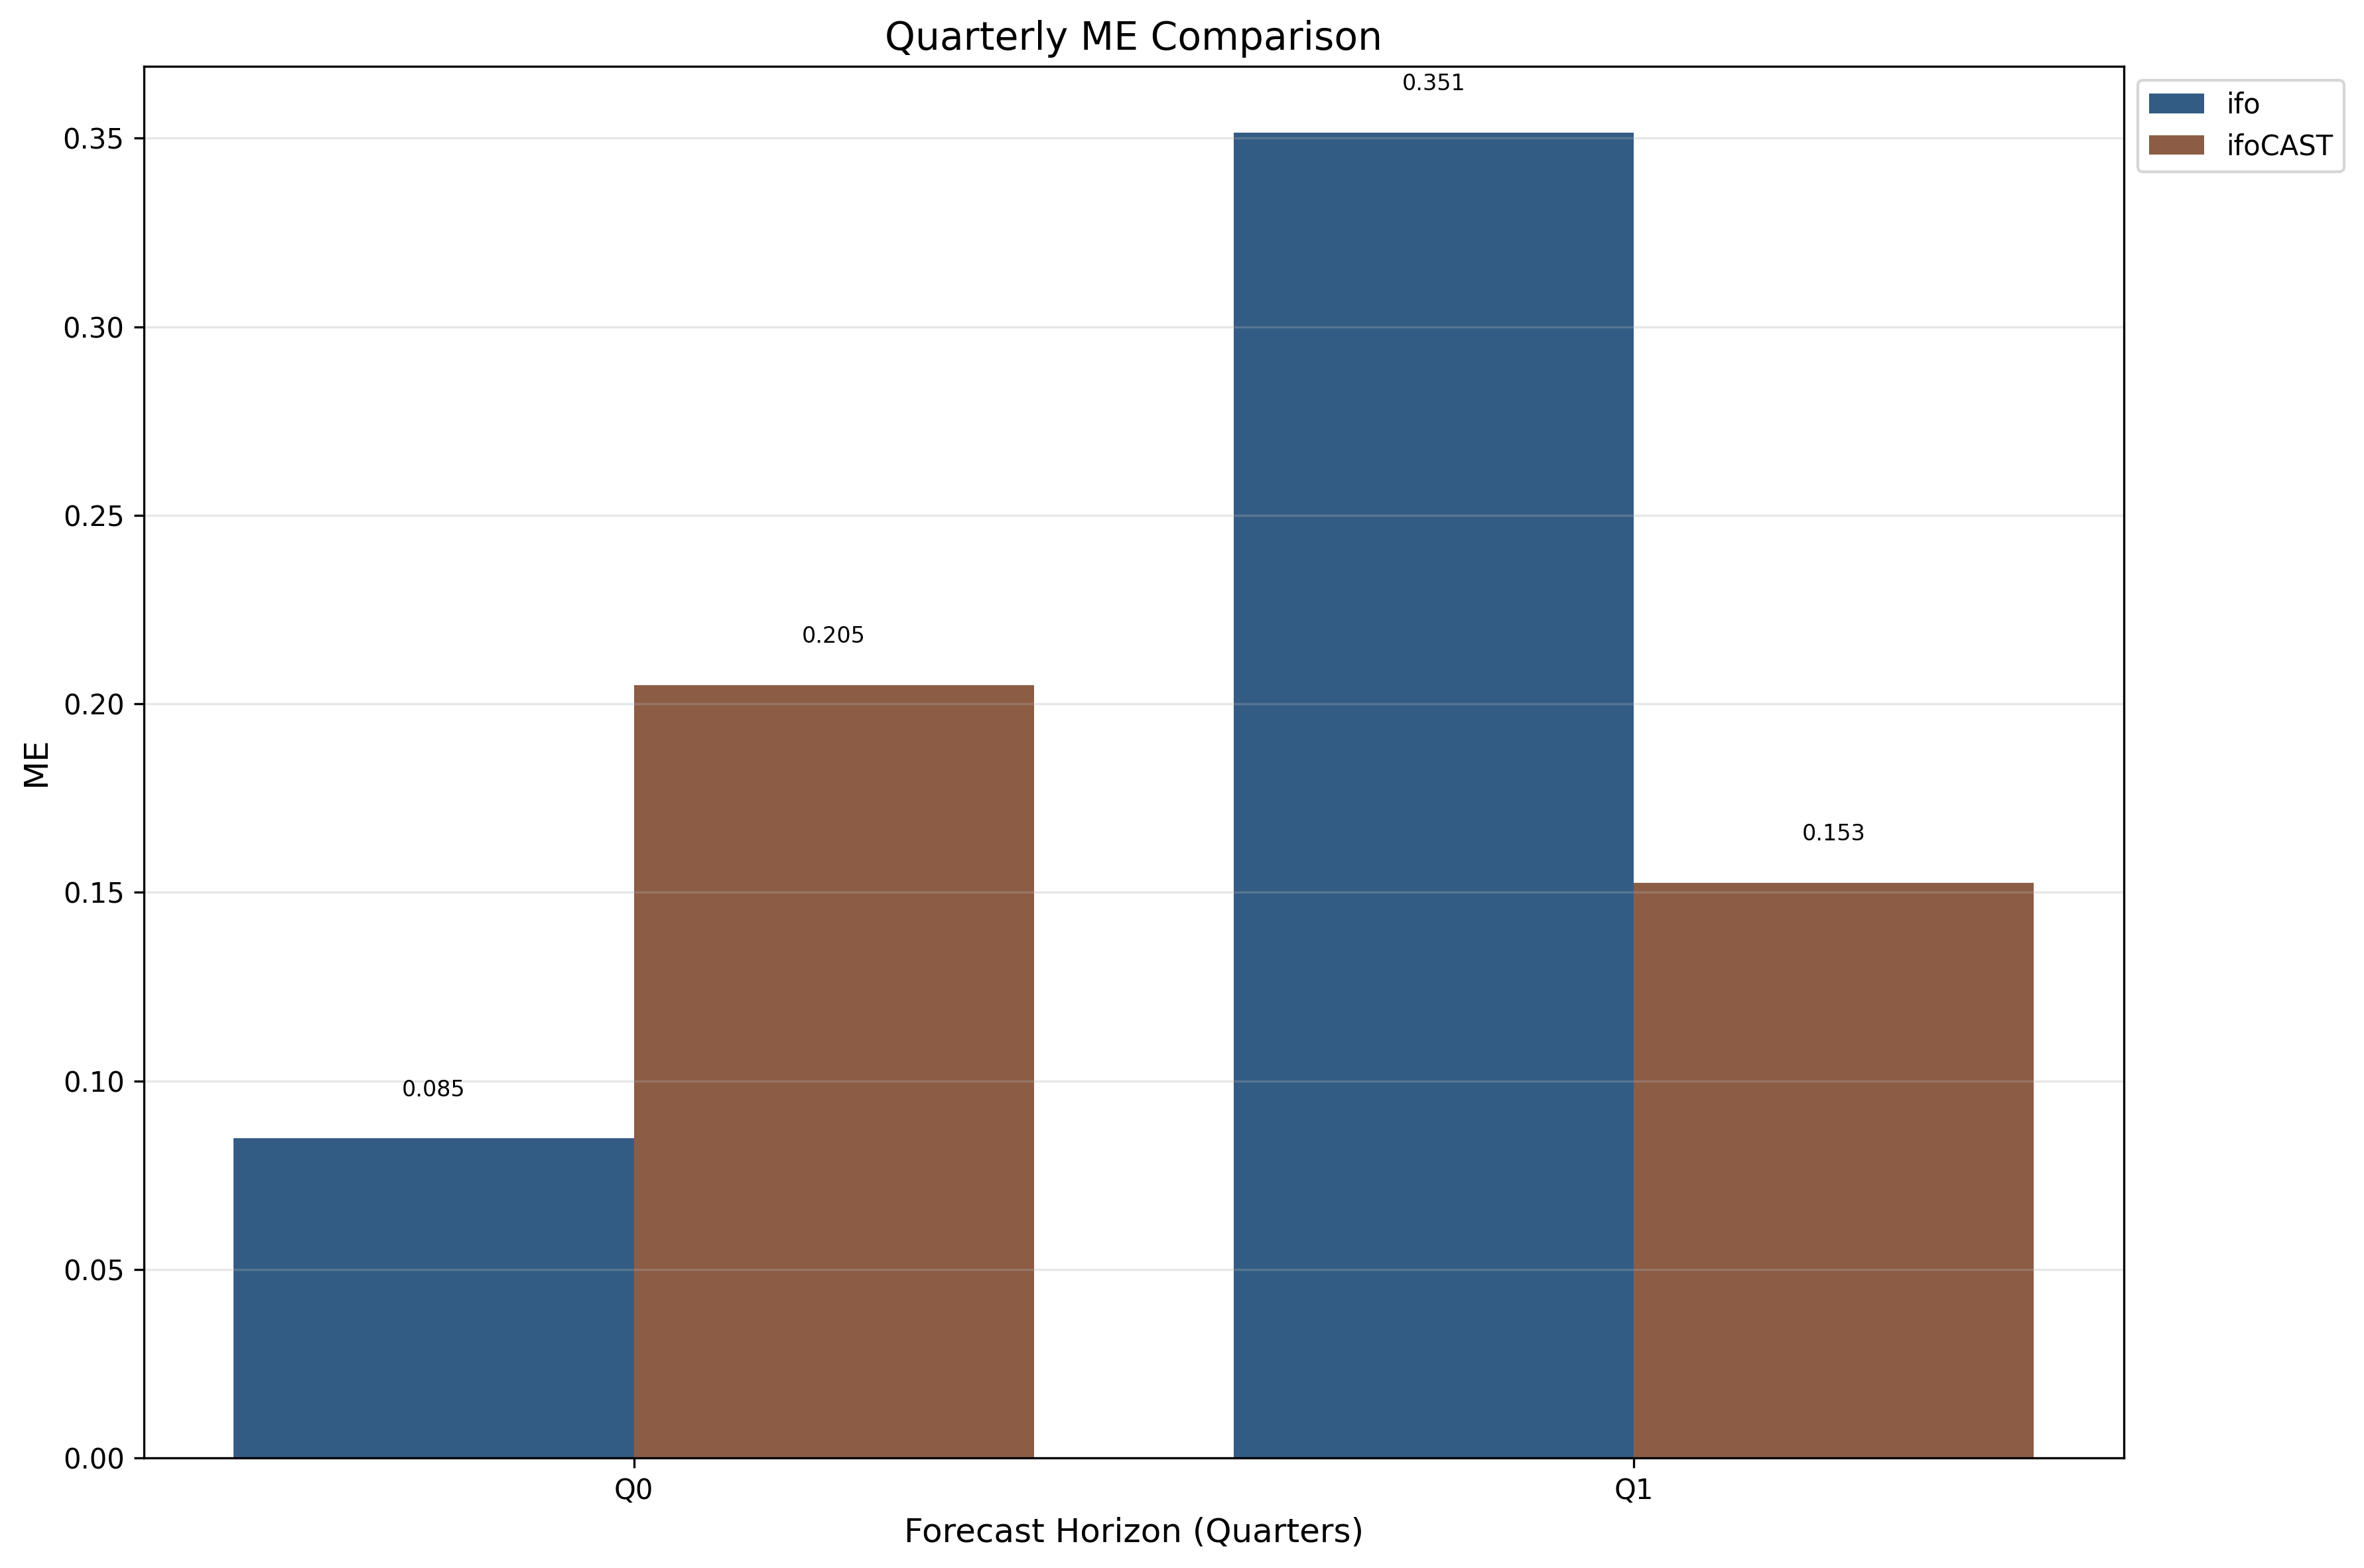 Quarterly ME Comparison
0.351
ifo
ifoCAST
0.35
0.30
0.25
0.205
0.20
ME
0.153
0.15
0.085
0.10
0.05
0.00
Q0
Q1
Forecast Horizon (Quarters)